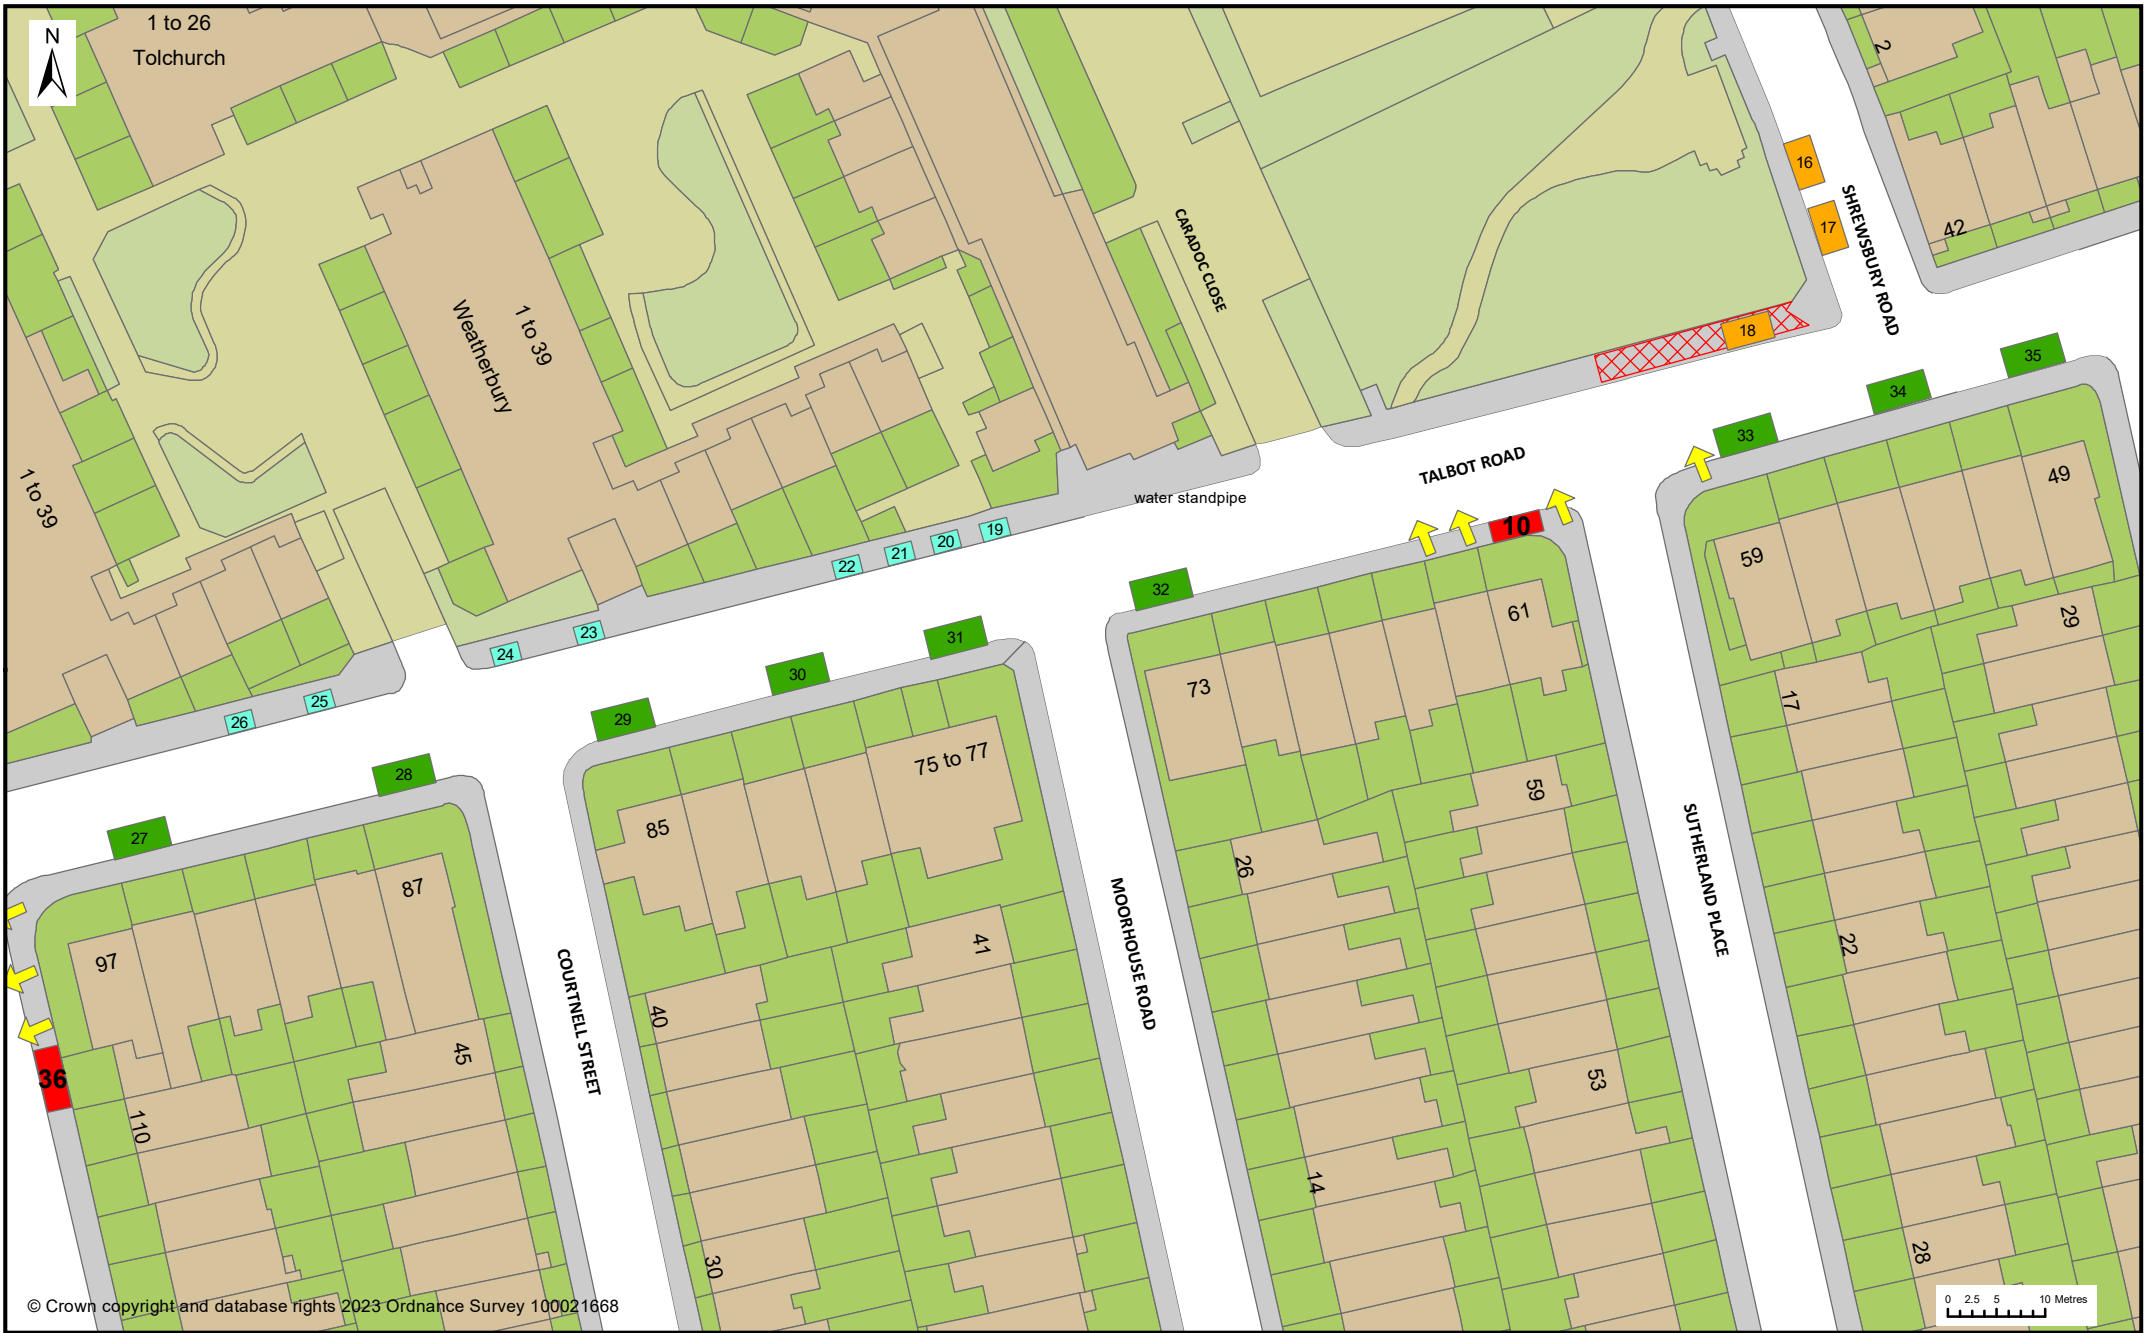 1 to 26
Tolchurch
N
2
16
SHREWSBURY ROAD
17
42
CARADOC CLOSE
1 to 39
Weatherbury
18
35
34
33
TALBOT ROAD
49
1 to 39
water standpipe
10
59
19
20
21
22
32
61
29
23
31
24
30
73
17
25
26
29
75 to 77
28
59
85
27
26
SUTHERLAND PLACE
87
MOORHOUSE ROAD
41
22
97
COURTNELL STREET
40
45
36
53
110
14
30
28
© Crown copyright and database rights 2023 Ordnance Survey 100021668
0 2.5 5 10 Metres